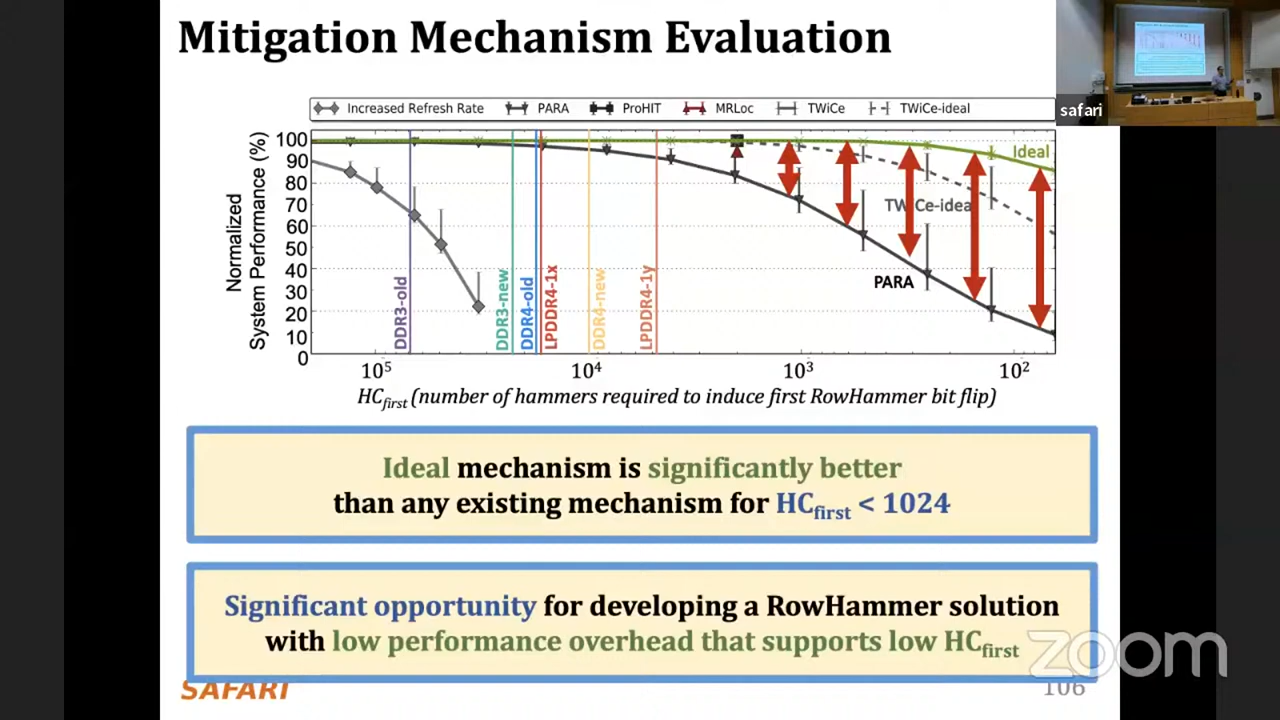 Mitigation Mechanism Evaluation
safari
Increased Refresh Rate PARA ProHIT MRLoc TWiCe TWiCe-ideal
Normalized
System Performance (%)
100
90
80
70
60
50
40
30
20
10
0
Ideal
TWiCe-ideal
PARA
DDR3-old
DDR3-new
DDR4-old
LPDDR4-1x
DDR4-new
LPDDR4-1y
10⁵ 10⁴ 10³ 10²
HCfirst (number of hammers required to induce first RowHammer bit flip)
Ideal mechanism is significantly better
than any existing mechanism for HCfirst < 1024
Significant opportunity for developing a RowHammer solution
with low performance overhead that supports low HCfirst
zoom
SAFARI
106